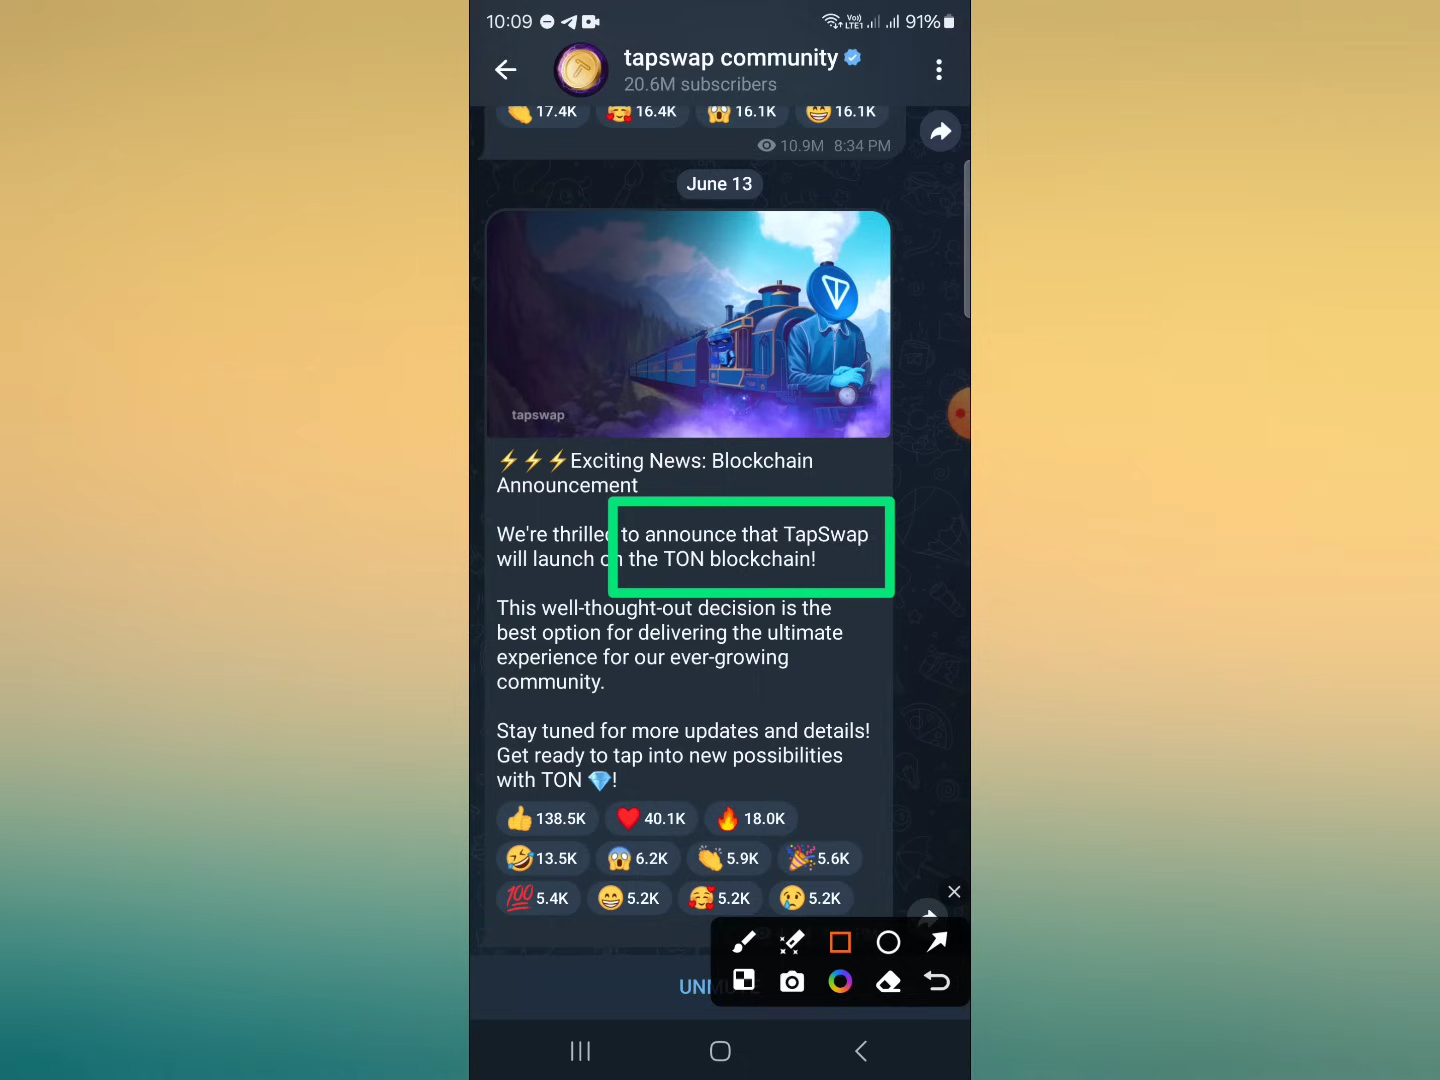 10:09 Vo) LTE1 91%
tapswap community
20.6M subscribers
👏 17.4K 🥰 16.4K 😱 16.1K 😁 16.1K
10.9M 8:34 PM
June 13
tapswap
⚡⚡⚡Exciting News: Blockchain
Announcement
We're thrilled to announce that TapSwap
will launch on the TON blockchain!
This well-thought-out decision is the
best option for delivering the ultimate
experience for our ever-growing
community.
Stay tuned for more updates and details!
Get ready to tap into new possibilities
with TON 💎!
👍 138.5K ❤️ 40.1K 🔥 18.0K
🤣 13.5K 😱 6.2K 👏 5.9K 🎉 5.6K
💯 5.4K 😁 5.2K 🥰 5.2K 😢 5.2K